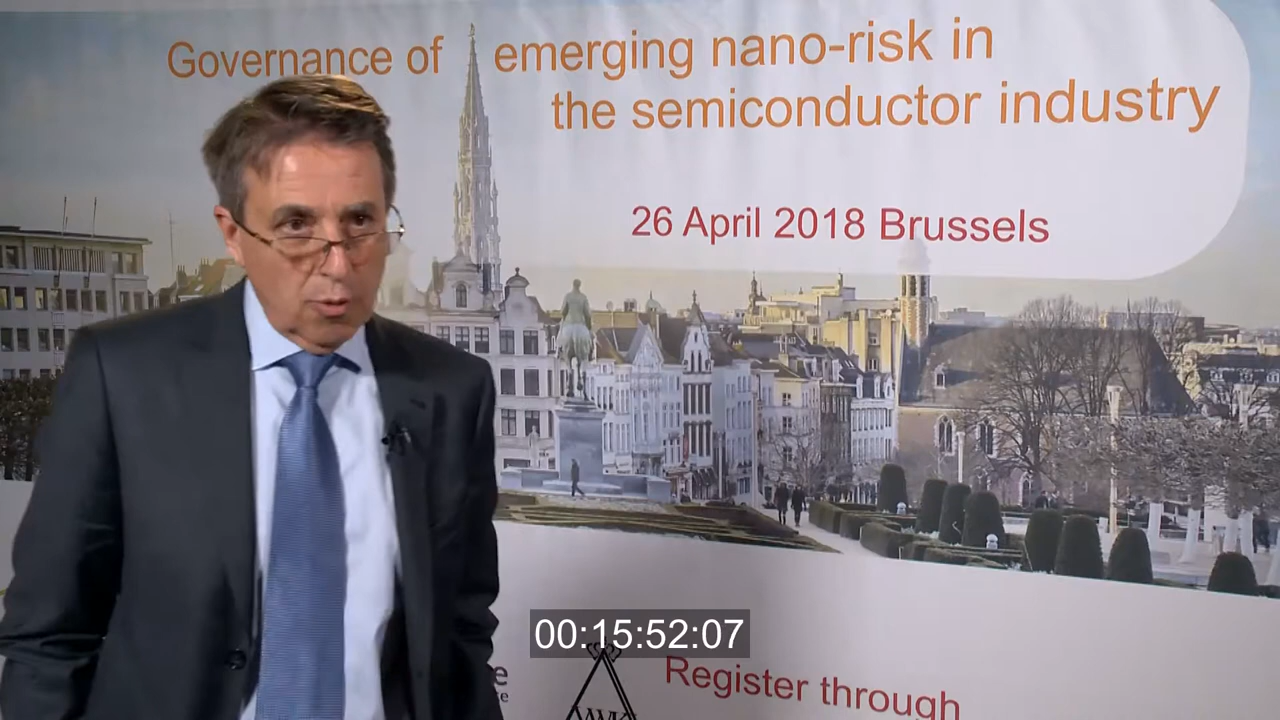 Governance of emerging nano-risk in
the semiconductor industry
26 April 2018 Brussels
00:15:52:07
Register through